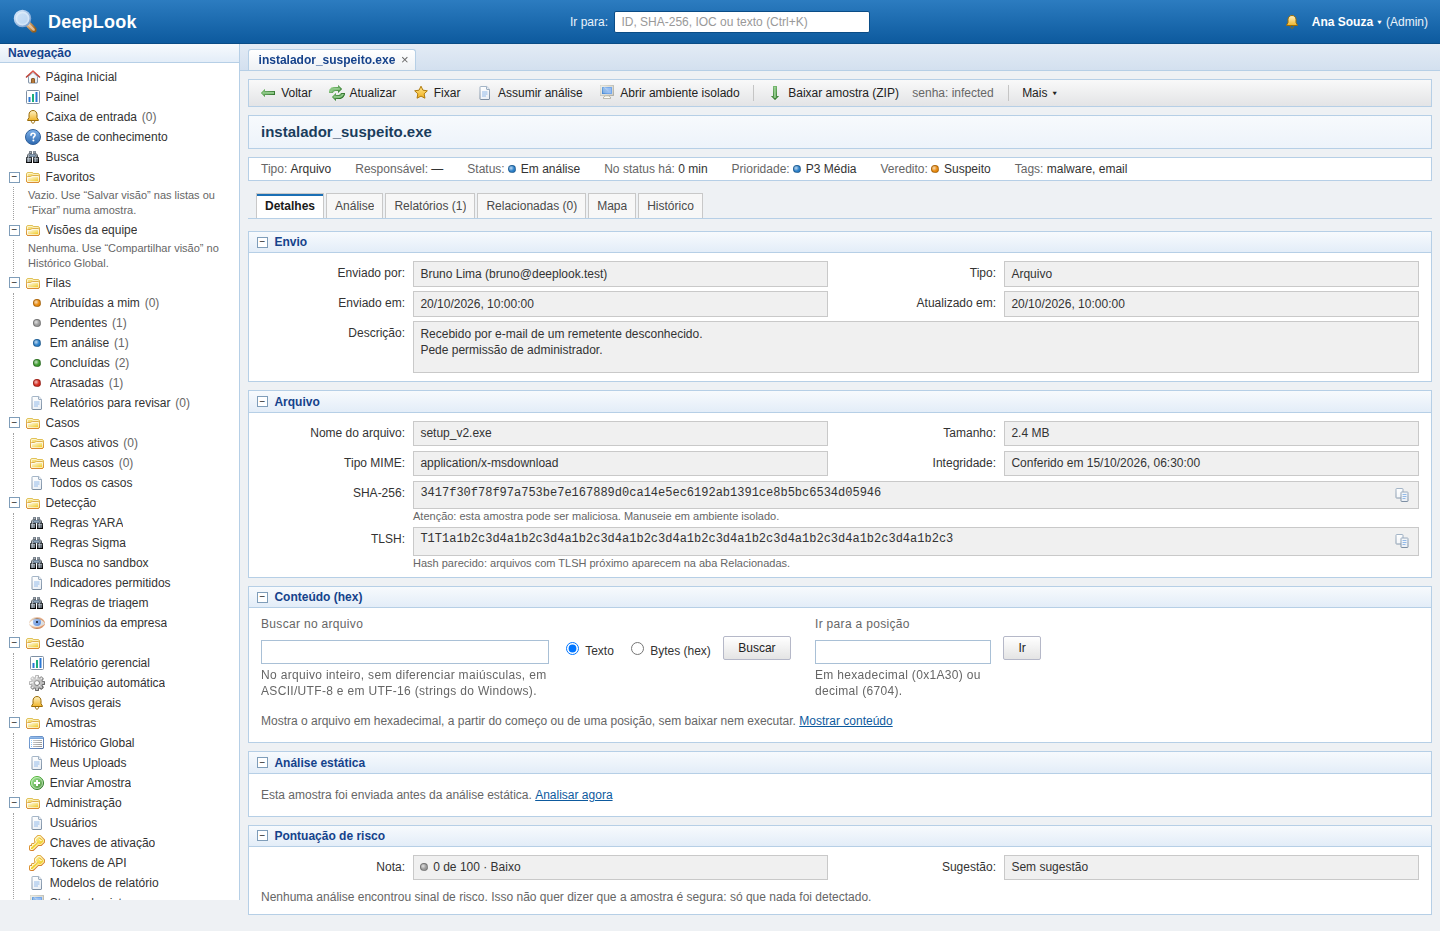 DeepLook
Ir para: ID, SHA-256, IOC ou texto (Ctrl+K)
Ana Souza (Admin)
Navegação
Página Inicial
Painel
Caixa de entrada (0)
Base de conhecimento
Busca
Favoritos
Vazio. Use “Salvar visão” nas listas ou
“Fixar” numa amostra.
Visões da equipe
Nenhuma. Use “Compartilhar visão” no
Histórico Global.
Filas
Atribuídas a mim (0)
Pendentes (1)
Em análise (1)
Concluídas (2)
Atrasadas (1)
Relatórios para revisar (0)
Casos
Casos ativos (0)
Meus casos (0)
Todos os casos
Detecção
Regras YARA
Regras Sigma
Busca no sandbox
Indicadores permitidos
Regras de triagem
Domínios da empresa
Gestão
Relatório gerencial
Atribuição automática
Avisos gerais
Amostras
Histórico Global
Meus Uploads
Enviar Amostra
Administração
Usuários
Chaves de ativação
Tokens de API
Modelos de relatório
instalador_suspeito.exe ×
Voltar Atualizar Fixar Assumir análise Abrir ambiente isolado Baixar amostra (ZIP) senha: infected Mais
instalador_suspeito.exe
Tipo: Arquivo Responsável: — Status: Em análise No status há: 0 min Prioridade: P3 Média Veredito: Suspeito Tags: malware, email
Detalhes Análise Relatórios (1) Relacionadas (0) Mapa Histórico
Envio
Enviado por: Bruno Lima (bruno@deeplook.test) Tipo: Arquivo
Enviado em: 20/10/2026, 10:00:00 Atualizado em: 20/10/2026, 10:00:00
Descrição: Recebido por e-mail de um remetente desconhecido.
Pede permissão de administrador.
Arquivo
Nome do arquivo: setup_v2.exe Tamanho: 2.4 MB
Tipo MIME: application/x-msdownload Integridade: Conferido em 15/10/2026, 06:30:00
SHA-256: 3417f30f78f97a753be7e167889d0ca14e5ec6192ab1391ce8b5bc6534d05946
Atenção: esta amostra pode ser maliciosa. Manuseie em ambiente isolado.
TLSH: T1T1a1b2c3d4a1b2c3d4a1b2c3d4a1b2c3d4a1b2c3d4a1b2c3d4a1b2c3d4a1b2c3d4a1b2c3
Hash parecido: arquivos com TLSH próximo aparecem na aba Relacionadas.
Conteúdo (hex)
Buscar no arquivo Ir para a posição
Texto Bytes (hex) Buscar Ir
No arquivo inteiro, sem diferenciar maiúsculas, em
ASCII/UTF-8 e em UTF-16 (strings do Windows).
Em hexadecimal (0x1A30) ou
decimal (6704).
Mostra o arquivo em hexadecimal, a partir do começo ou de uma posição, sem baixar nem executar. Mostrar conteúdo
Análise estática
Esta amostra foi enviada antes da análise estática. Analisar agora
Pontuação de risco
Nota: 0 de 100 · Baixo Sugestão: Sem sugestão
Nenhuma análise encontrou sinal de risco. Isso não quer dizer que a amostra é segura: só que nada foi detectado.